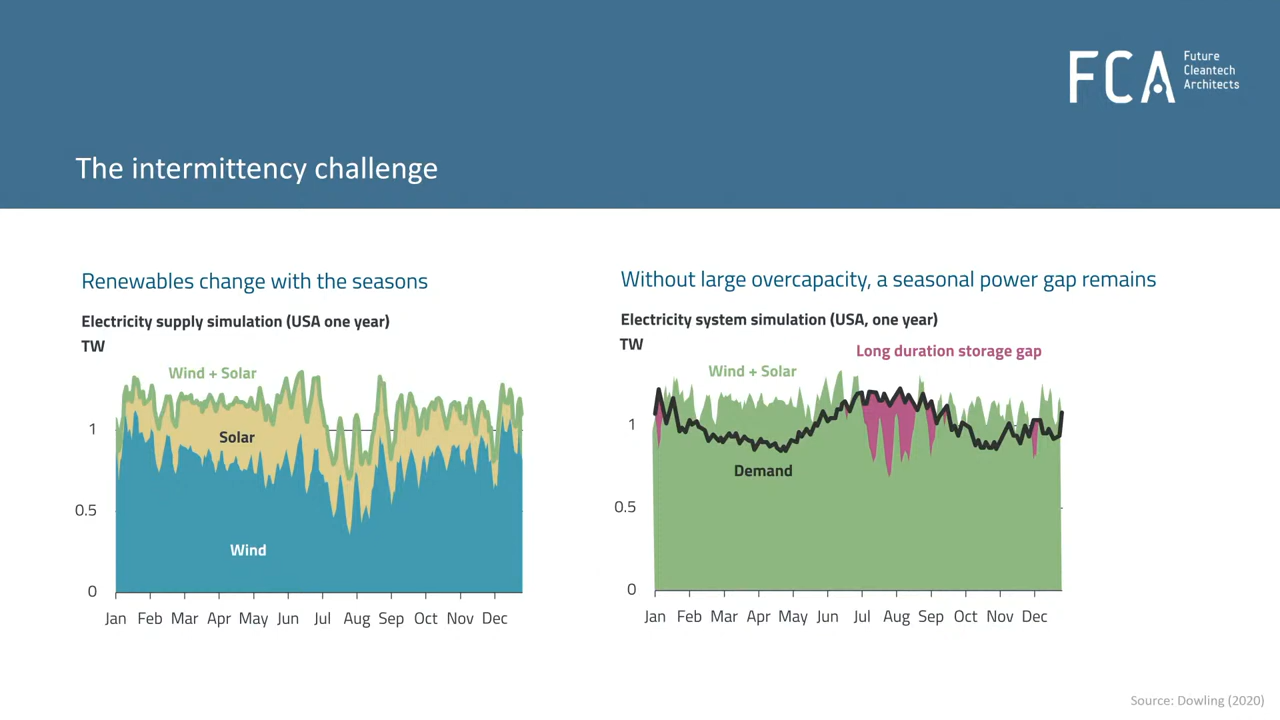 FCA
Future
Cleantech
Architects
The intermittency challenge
Renewables change with the seasons
Electricity supply simulation (USA one year)
TW
Wind + Solar
1
Solar
0.5
Wind
0
Jan Feb Mar Apr May Jun Jul Aug Sep Oct Nov Dec
Without large overcapacity, a seasonal power gap remains
Electricity system simulation (USA, one year)
TW
Long duration storage gap
Wind + Solar
1
Demand
0.5
0
Jan Feb Mar Apr May Jun Jul Aug Sep Oct Nov Dec
Source: Dowling (2020)